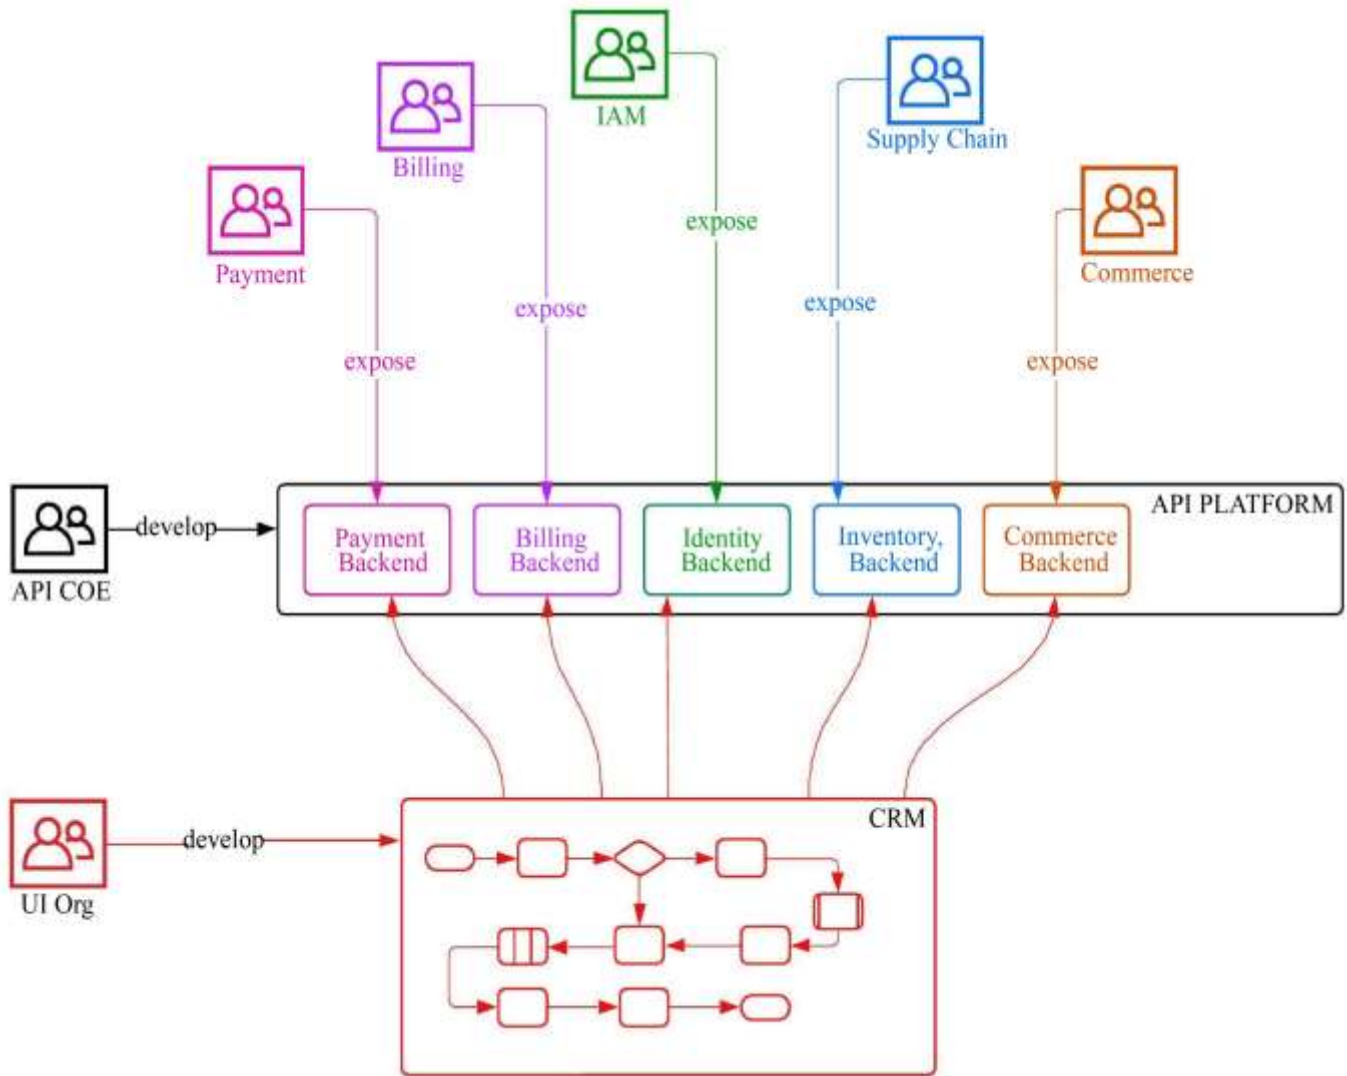 IAM
Supply Chain
Billing
Payment
Commerce
expose
expose
expose
expose
expose
API COE
develop
API PLATFORM
Payment
Backend
Billing
Backend
Identity
Backend
Inventory,
Backend
Commerce
Backend
UI Org
develop
CRM